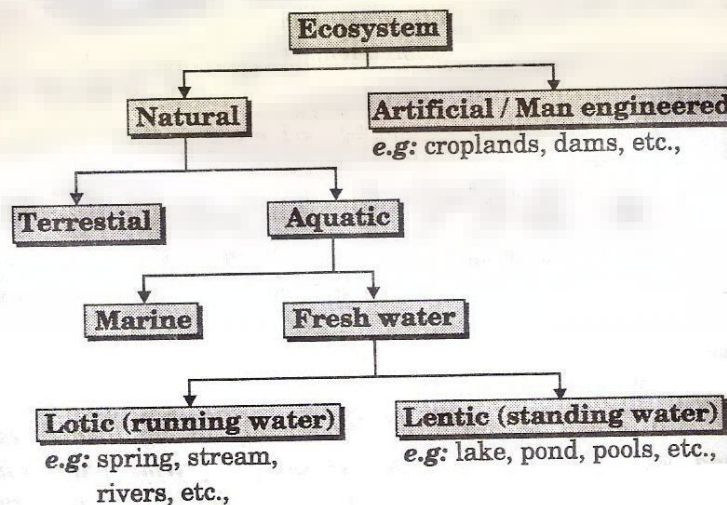 Ecosystem
Natural
Artificial / Man engineered
e.g: croplands, dams, etc.,
Terrestial
Aquatic
Marine
Fresh water
Lotic (running water)
e.g: spring, stream,
rivers, etc.,
Lentic (standing water)
e.g: lake, pond, pools, etc.,